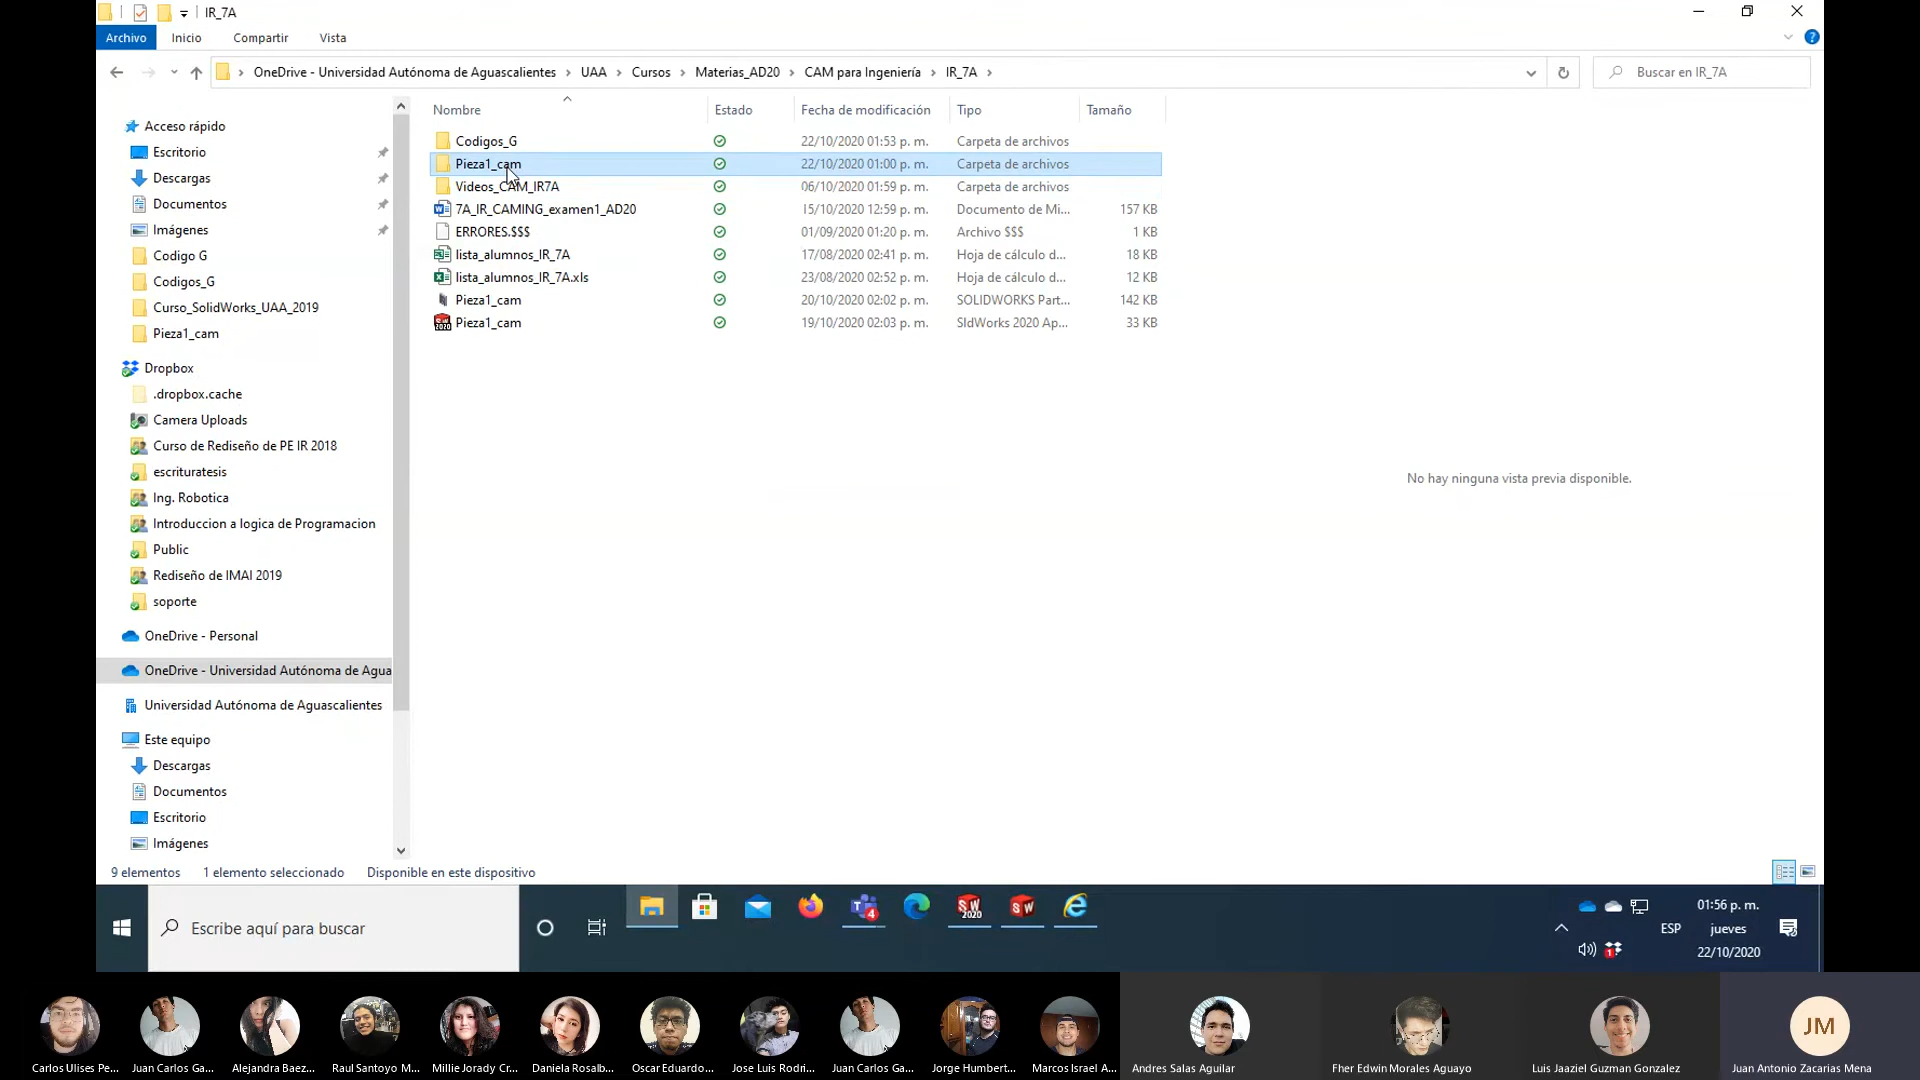 IR_7A
Archivo Inicio Compartir Vista
OneDrive - Universidad Autónoma de Aguascalientes > UAA > Cursos > Materias_AD20 > CAM para Ingeniería > IR_7A >
Buscar en IR_7A
Nombre Estado Fecha de modificación Tipo Tamaño
Codigos_G 22/10/2020 01:53 p. m. Carpeta de archivos
Pieza1_cam 22/10/2020 01:00 p. m. Carpeta de archivos
Videos_CAM_IR7A 06/10/2020 01:59 p. m. Carpeta de archivos
7A_IR_CAMING_examen1_AD20 15/10/2020 12:59 p. m. Documento de Mi... 157 KB
ERRORES.$$$ 01/09/2020 01:20 p. m. Archivo $$$ 1 KB
lista_alumnos_IR_7A 17/08/2020 02:41 p. m. Hoja de cálculo d... 18 KB
lista_alumnos_IR_7A.xls 23/08/2020 02:52 p. m. Hoja de cálculo d... 12 KB
Pieza1_cam 20/10/2020 02:02 p. m. SOLIDWORKS Part... 142 KB
Pieza1_cam 19/10/2020 02:03 p. m. SldWorks 2020 Ap... 33 KB
Acceso rápido
Escritorio
Descargas
Documentos
Imágenes
Codigo G
Codigos_G
Curso_SolidWorks_UAA_2019
Pieza1_cam
Dropbox
.dropbox.cache
Camera Uploads
Curso de Rediseño de PE IR 2018
escrituratesis
Ing. Robotica
Introduccion a logica de Programacion
Public
Rediseño de IMAI 2019
soporte
OneDrive - Personal
OneDrive - Universidad Autónoma de Agua
Universidad Autónoma de Aguascalientes
Este equipo
Descargas
Documentos
Escritorio
Imágenes
No hay ninguna vista previa disponible.
9 elementos 1 elemento seleccionado Disponible en este dispositivo
Escribe aquí para buscar
4
SW 2020
SW
ESP
1
01:56 p. m.
jueves
22/10/2020
JM
Carlos Ulises Pe... Juan Carlos Ga... Alejandra Baez... Raul Santoyo M... Millie Jorady Cr... Daniela Rosalb... Oscar Eduardo... Jose Luis Rodri... Juan Carlos Ga... Jorge Humbert... Marcos Israel A... Andres Salas Aguilar Fher Edwin Morales Aguayo Luis Jaaziel Guzman Gonzalez Juan Antonio Zacarias Mena